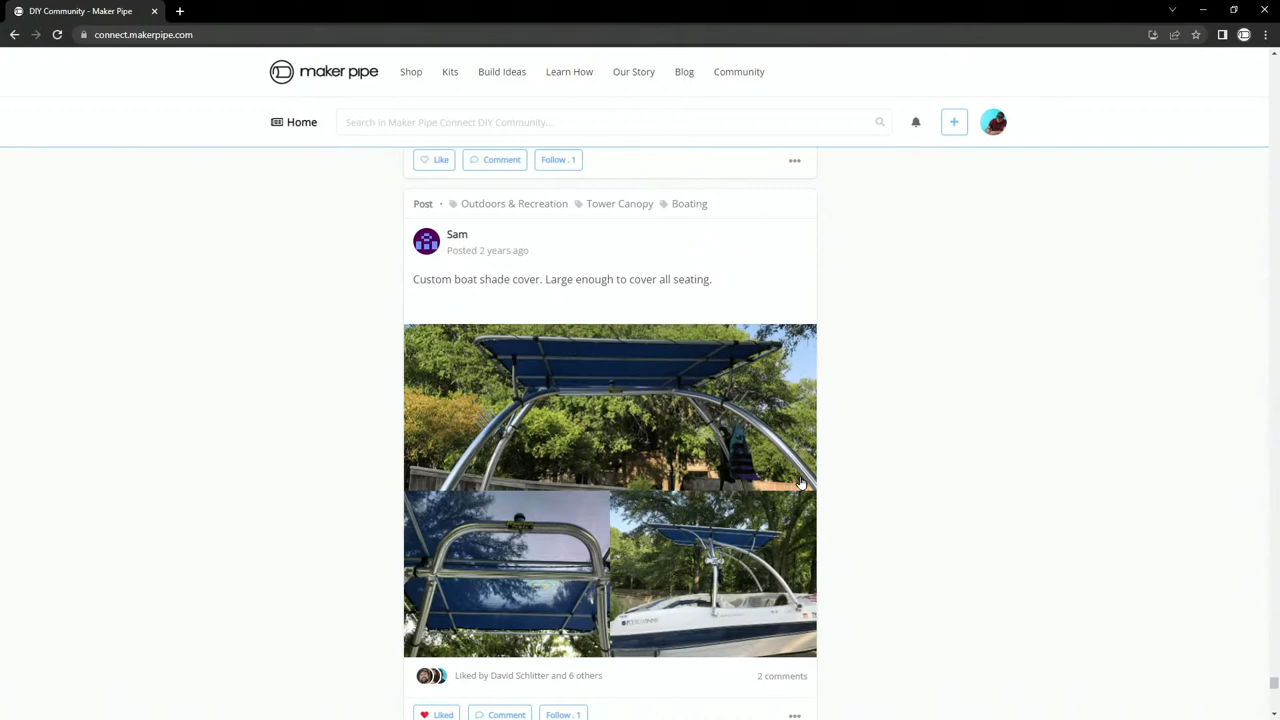 DIY Community - Maker Pipe
connect.makerpipe.com
maker pipe
Shop
Kits
Build Ideas
Learn How
Our Story
Blog
Community
Home
Search in Maker Pipe Connect DIY Community...
Like
Comment
Follow . 1
Post · Outdoors & Recreation Tower Canopy Boating
Sam
Posted 2 years ago
Custom boat shade cover. Large enough to cover all seating.
Liked by David Schlitter and 6 others
2 comments
Liked
Comment
Follow . 1